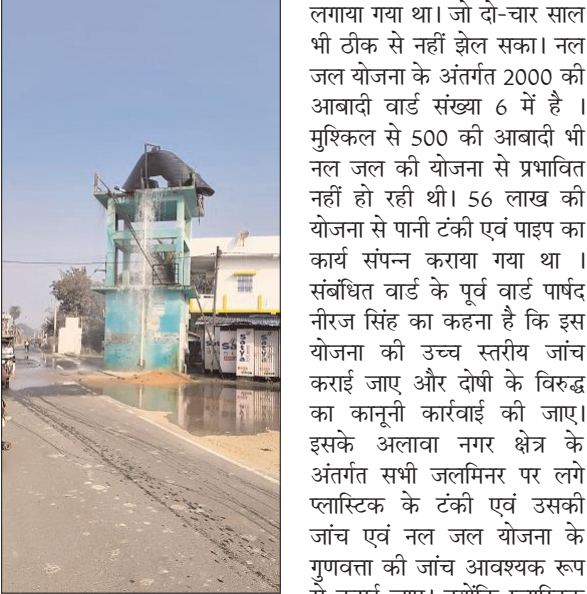 लगाया गया था। जो दो-चार साल
भी ठीक से नहीं झेल सका। नल
जल योजना के अंतर्गत 2000 की
आबादी वार्ड संख्या 6 में है ।
मुश्किल से 500 की आबादी भी
नल जल की योजना से प्रभावित
नहीं हो रही थी। 56 लाख की
योजना से पानी टंकी एवं पाइप का
कार्य संपन्न कराया गया था ।
संबंधित वार्ड के पूर्व वार्ड पार्षद
नीरज सिंह का कहना है कि इस
योजना की उच्च स्तरीय जांच
कराई जाए और दोषी के विरुद्ध
का कानूनी कार्रवाई की जाए।
इसके अलावा नगर क्षेत्र के
अंतर्गत सभी जलमिनर पर लगे
प्लास्टिक के टंकी एवं उसकी
जांच एवं नल जल योजना के
गुणवत्ता की जांच आवश्यक रूप
Satya
Satya